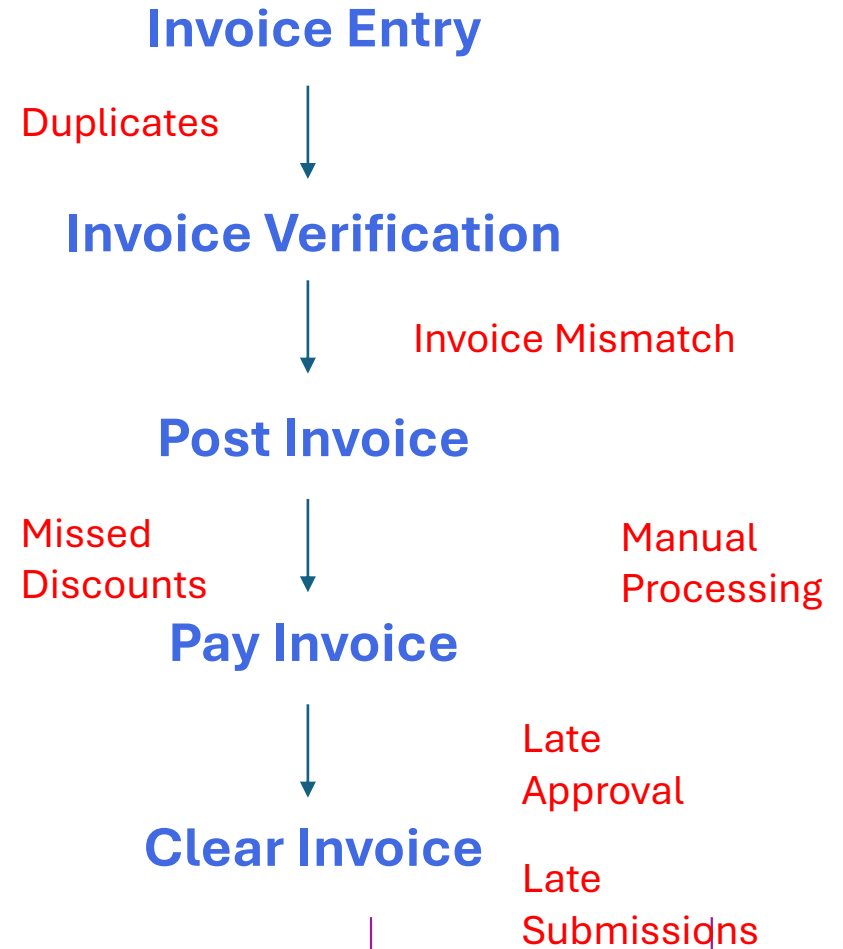 Invoice Entry
Duplicates
Invoice Verification
Invoice Mismatch
Post Invoice
Missed
Discounts
Manual
Processing
Pay Invoice
Late
Approval
Clear Invoice
Late
Submissions